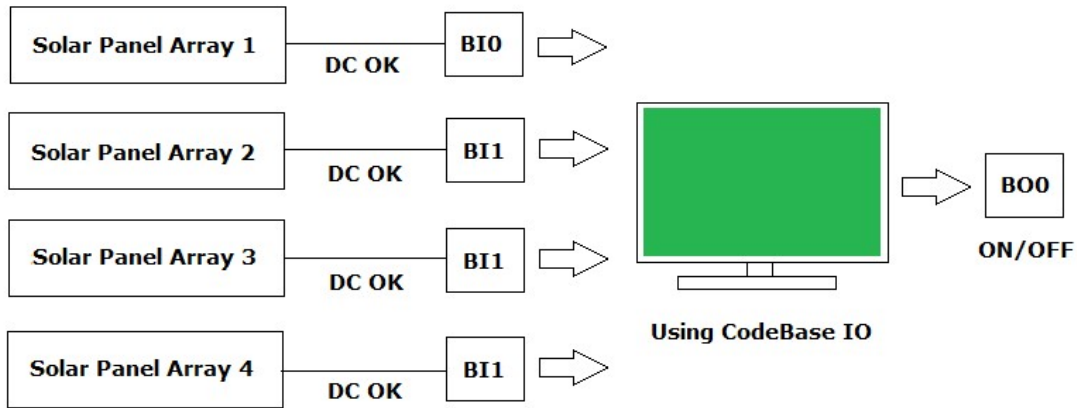 Solar Panel Array 1
DC OK
BI0
Solar Panel Array 2
DC OK
BI1
Solar Panel Array 3
DC OK
BI1
Solar Panel Array 4
DC OK
BI1
Using CodeBase IO
BO0
ON/OFF